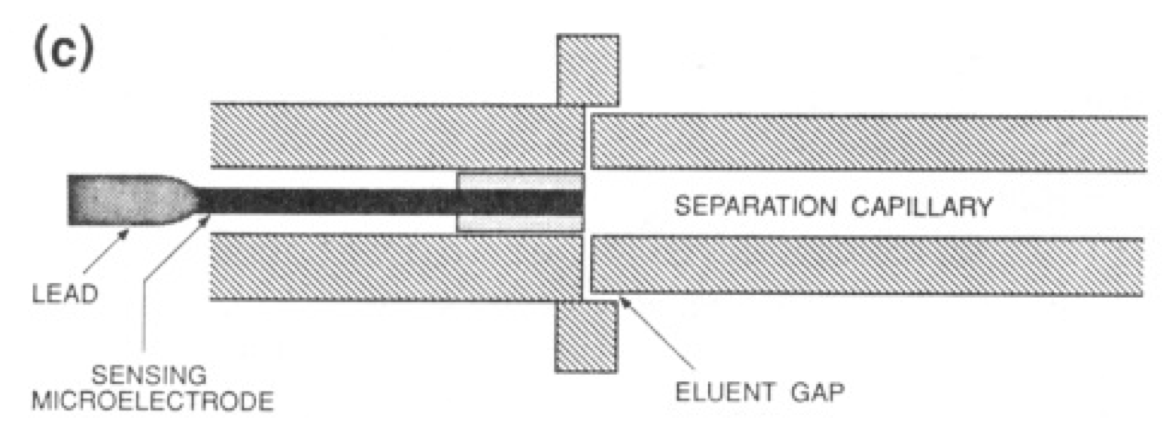 (c)
SEPARATION CAPILLARY
LEAD
SENSING
MICROELECTRODE
ELUENT GAP